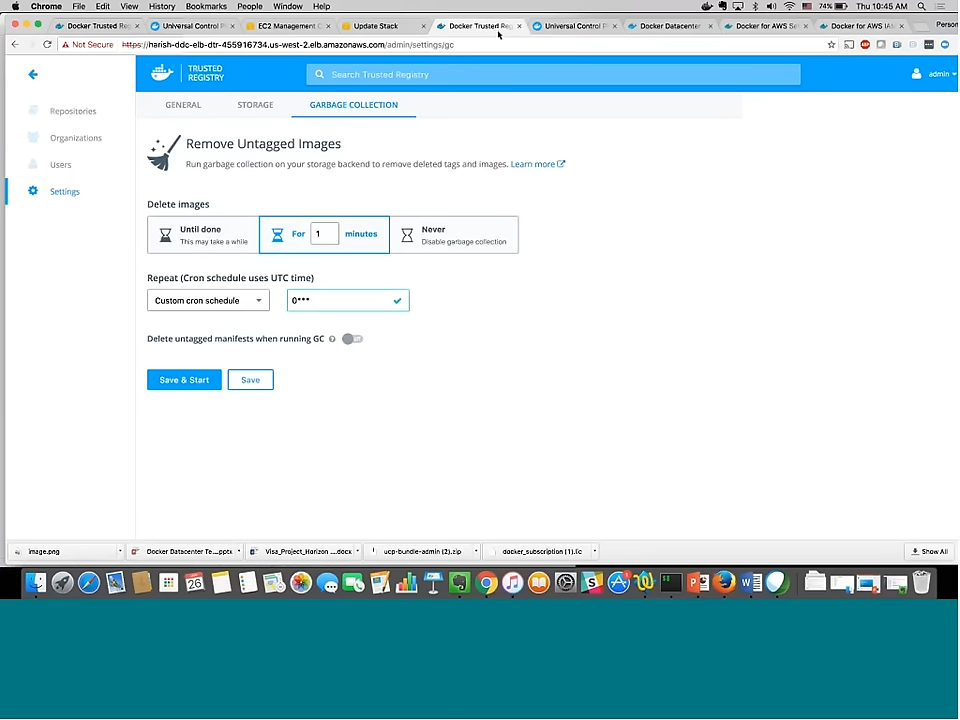 Chrome File Edit View History Bookmarks People Window Help 74% Thu 10:45 AM
Docker Trusted Re Universal Control P EC2 Management C Update Stack Docker Trusted Reg Universal Control P Docker Datacenter Docker for AWS Se Docker for AWS IA Person
Not Secure https://harish-ddc-elb-dtr-455916734.us-west-2.elb.amazonaws.com/admin/settings/gc
TRUSTED
REGISTRY
Search Trusted Registry
admin
Repositories
Organizations
Users
Settings
GENERAL STORAGE GARBAGE COLLECTION
Remove Untagged Images
Run garbage collection on your storage backend to remove deleted tags and images. Learn more
Delete images
Until done
This may take a while
For 1 minutes
Never
Disable garbage collection
Repeat (Cron schedule uses UTC time)
Custom cron schedule 0***
Delete untagged manifests when running GC
Save & Start Save
image.png Docker Datacenter Te....pptx Visa_Project_Horizon ....docx ucp-bundle-admin (2).zip docker_subscription (1).lic Show All
26